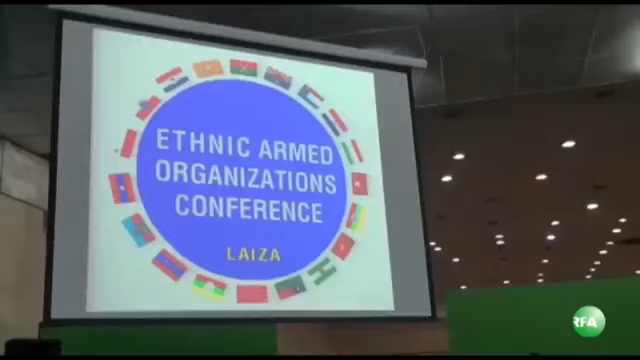 ETHNIC ARMED
ORGANIZATIONS
CONFERENCE
LAIZA
RFA